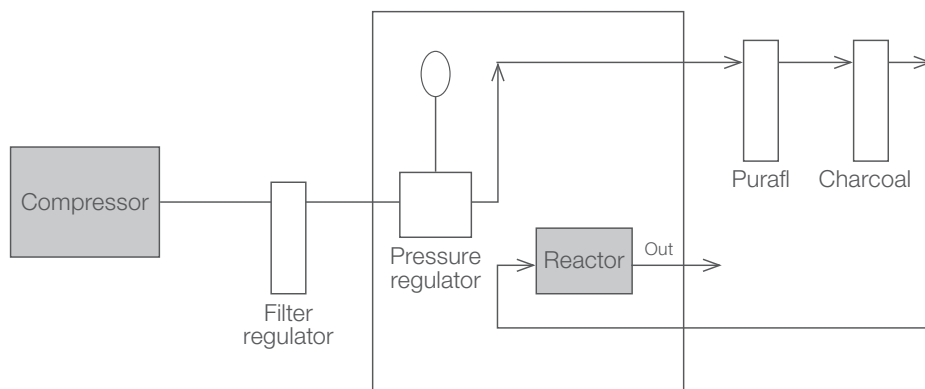 Compressor
Filter
regulator
Pressure
regulator
Reactor
Out
Purafl
Charcoal